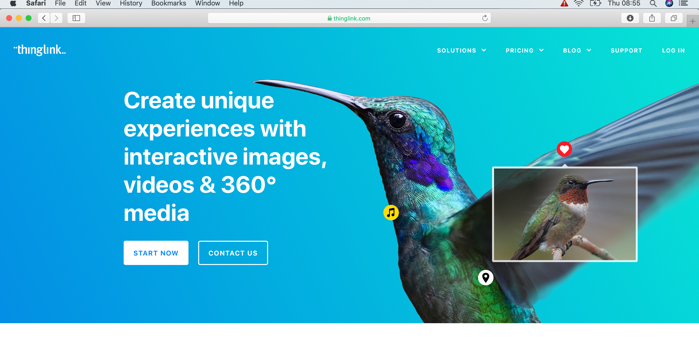 Safari File Edit View History Bookmarks Window Help Thu 08:55
thinglink.com
thinglink..
SOLUTIONS PRICING BLOG SUPPORT LOG IN
Create unique
experiences with
interactive images,
videos & 360°
media
START NOW CONTACT US